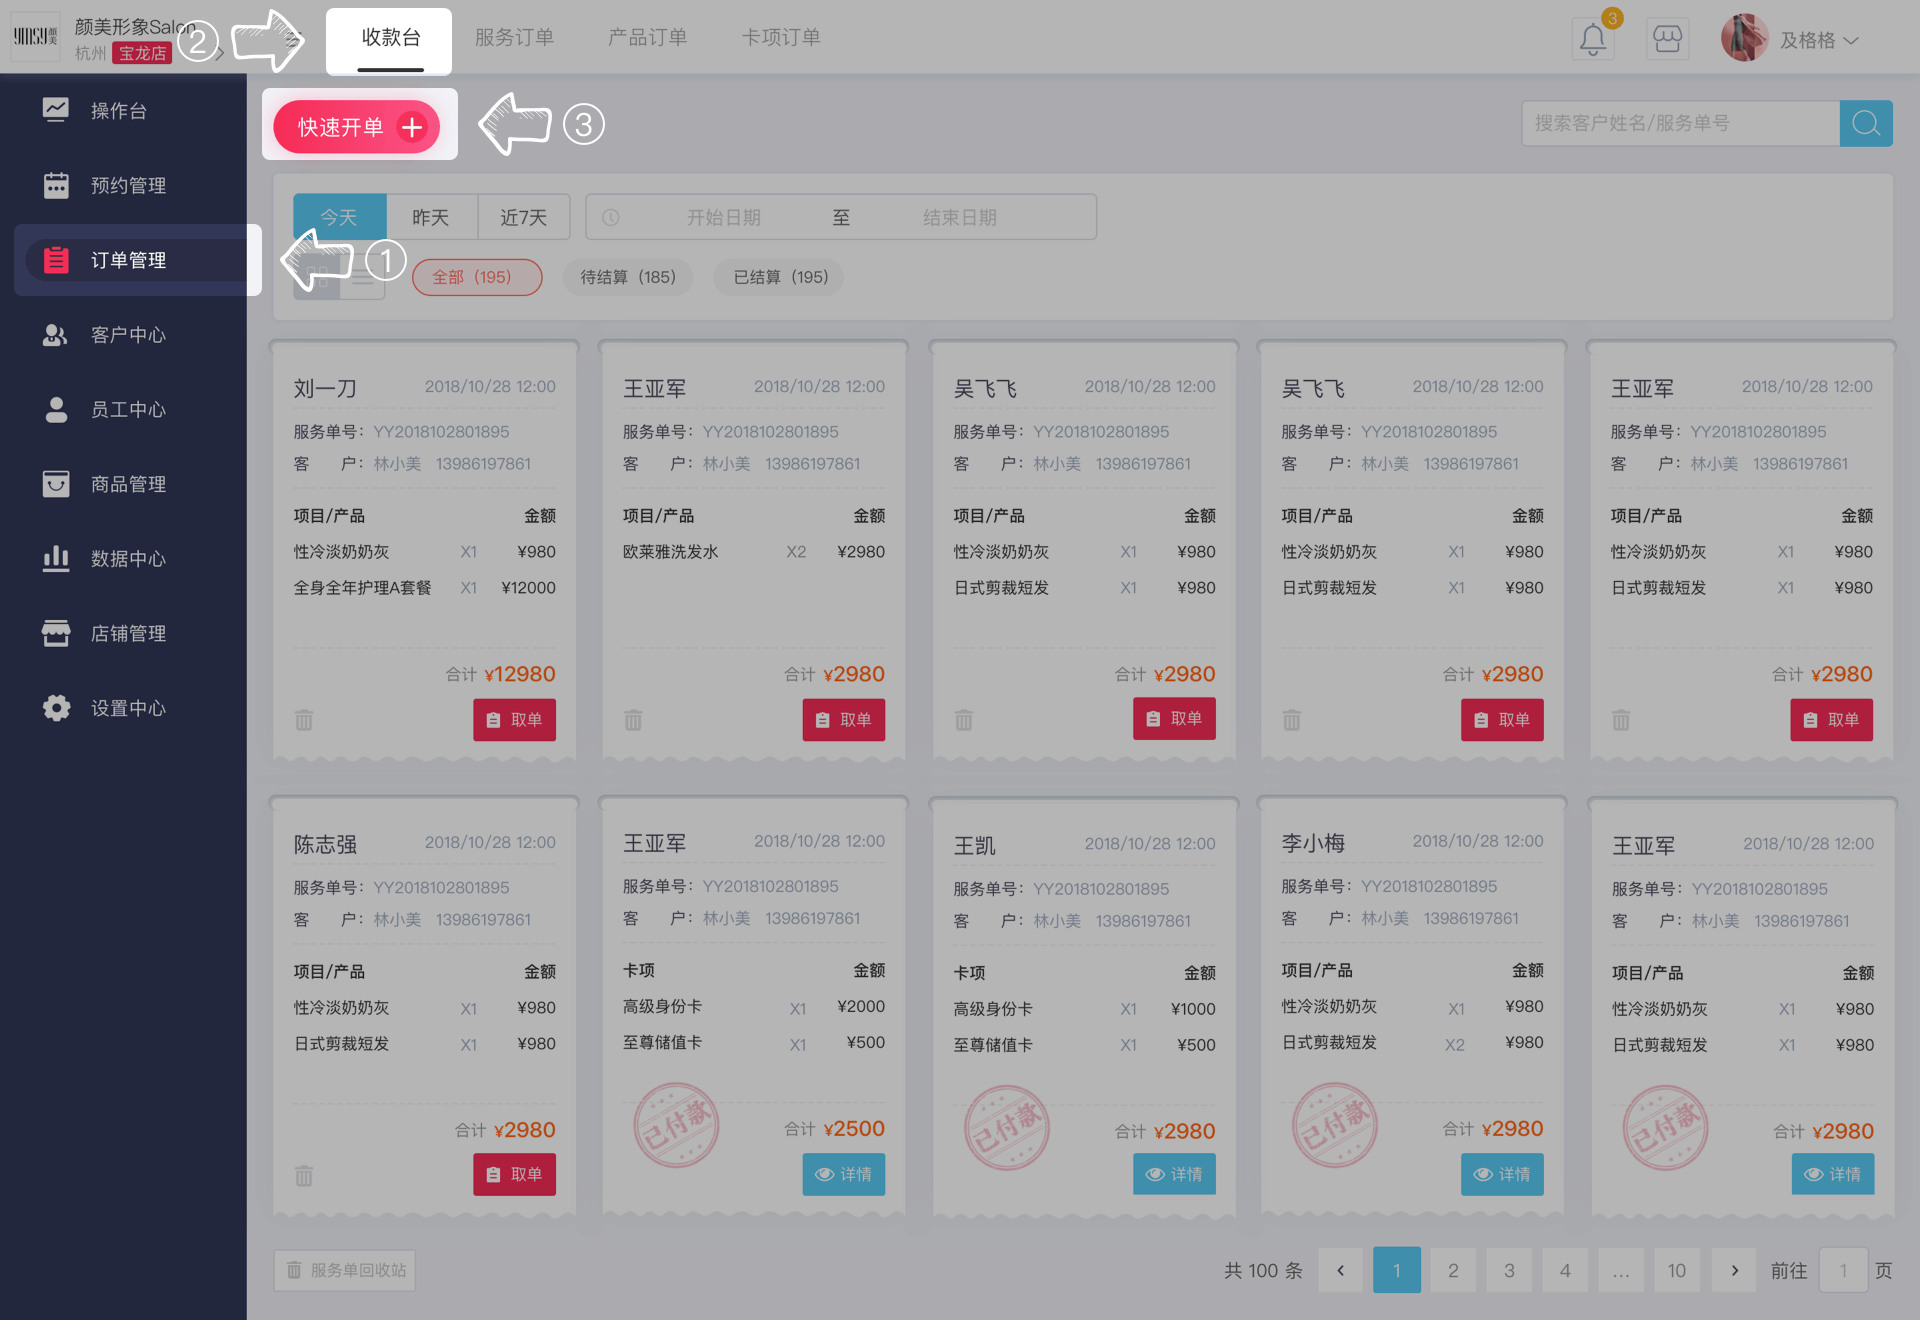 颜美形象Salon
杭州 宝龙店
②
收款台
服务订单
产品订单
卡项订单
3
及格格
操作台
预约管理
订单管理
客户中心
员工中心
商品管理
数据中心
店铺管理
设置中心
快速开单
③
搜索客户姓名/服务单号
今天 昨天 近7天 开始日期 至 结束日期
①
全部（195） 待结算（185） 已结算（195）
刘一刀 2018/10/28 12:00
服务单号：YY2018102801895
客 户：林小美 13986197861
项目/产品 金额
性冷淡奶奶灰 X1 ¥980
全身全年护理A套餐 X1 ¥12000
合计 ¥12980
取单
王亚军 2018/10/28 12:00
服务单号：YY2018102801895
客 户：林小美 13986197861
项目/产品 金额
欧莱雅洗发水 X2 ¥2980
合计 ¥2980
取单
吴飞飞 2018/10/28 12:00
服务单号：YY2018102801895
客 户：林小美 13986197861
项目/产品 金额
性冷淡奶奶灰 X1 ¥980
日式剪裁短发 X1 ¥980
合计 ¥2980
取单
吴飞飞 2018/10/28 12:00
服务单号：YY2018102801895
客 户：林小美 13986197861
项目/产品 金额
性冷淡奶奶灰 X1 ¥980
日式剪裁短发 X1 ¥980
合计 ¥2980
取单
王亚军 2018/10/28 12:00
服务单号：YY2018102801895
客 户：林小美 13986197861
项目/产品 金额
性冷淡奶奶灰 X1 ¥980
日式剪裁短发 X1 ¥980
合计 ¥2980
取单
陈志强 2018/10/28 12:00
服务单号：YY2018102801895
客 户：林小美 13986197861
项目/产品 金额
性冷淡奶奶灰 X1 ¥980
日式剪裁短发 X1 ¥980
合计 ¥2980
取单
王亚军 2018/10/28 12:00
服务单号：YY2018102801895
客 户：林小美 13986197861
卡项 金额
高级身份卡 X1 ¥2000
至尊储值卡 X1 ¥500
已付款
合计 ¥2500
详情
王凯 2018/10/28 12:00
服务单号：YY2018102801895
客 户：林小美 13986197861
卡项 金额
高级身份卡 X1 ¥1000
至尊储值卡 X1 ¥500
已付款
合计 ¥2980
详情
李小梅 2018/10/28 12:00
服务单号：YY2018102801895
客 户：林小美 13986197861
项目/产品 金额
性冷淡奶奶灰 X1 ¥980
日式剪裁短发 X2 ¥980
已付款
合计 ¥2980
详情
王亚军 2018/10/28 12:00
服务单号：YY2018102801895
客 户：林小美 13986197861
项目/产品 金额
性冷淡奶奶灰 X1 ¥980
日式剪裁短发 X1 ¥980
已付款
合计 ¥2980
详情
服务单回收站
共 100 条 1 2 3 4 … 10 前往 1 页